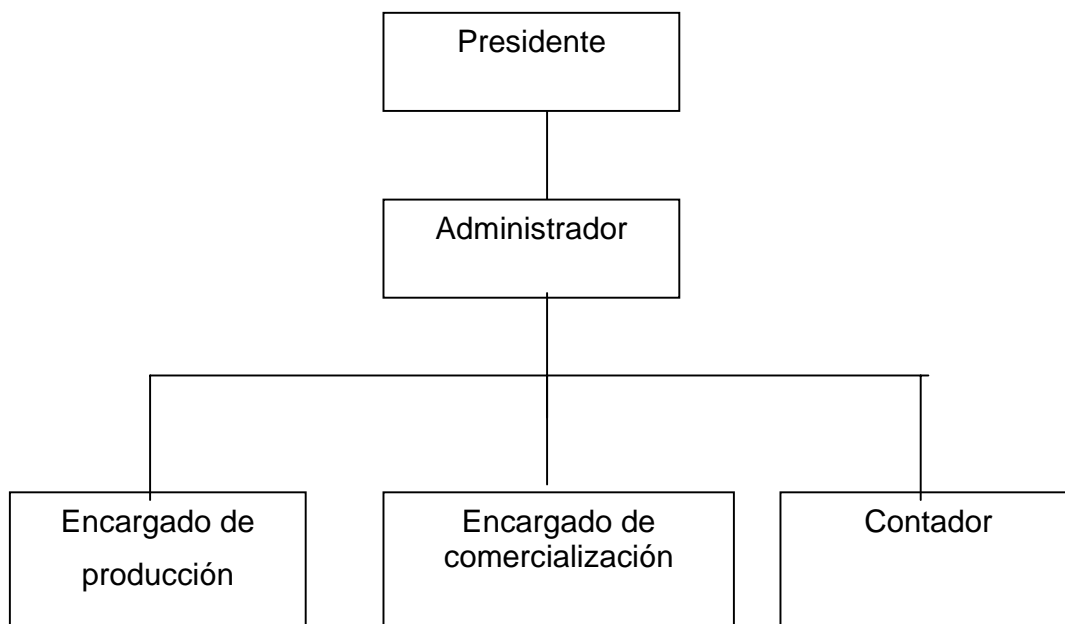 Presidente
Administrador
Encargado de
producción
Encargado de
comercialización
Contador